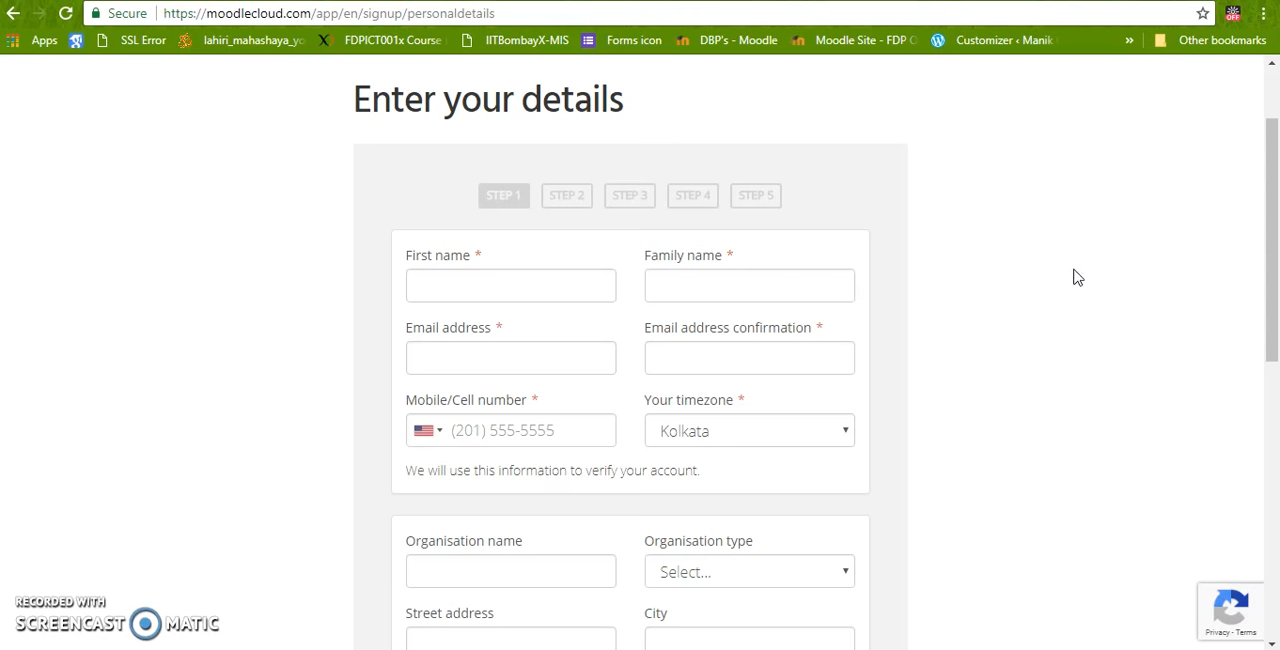 Secure https://moodlecloud.com/app/en/signup/personaldetails
OFF
Apps SSL Error lahiri_mahashaya_yo FDPICT001x Course IITBombayX-MIS Forms icon DBP's - Moodle Moodle Site - FDP Customizer ‹ Manik » Other bookmarks
Enter your details
STEP 1 STEP 2 STEP 3 STEP 4 STEP 5
First name * Family name *
Email address * Email address confirmation *
Mobile/Cell number * Your timezone *
(201) 555-5555 Kolkata
We will use this information to verify your account.
Organisation name Organisation type
Select...
Street address City
RECORDED WITH
SCREENCAST MATIC
Privacy - Terms